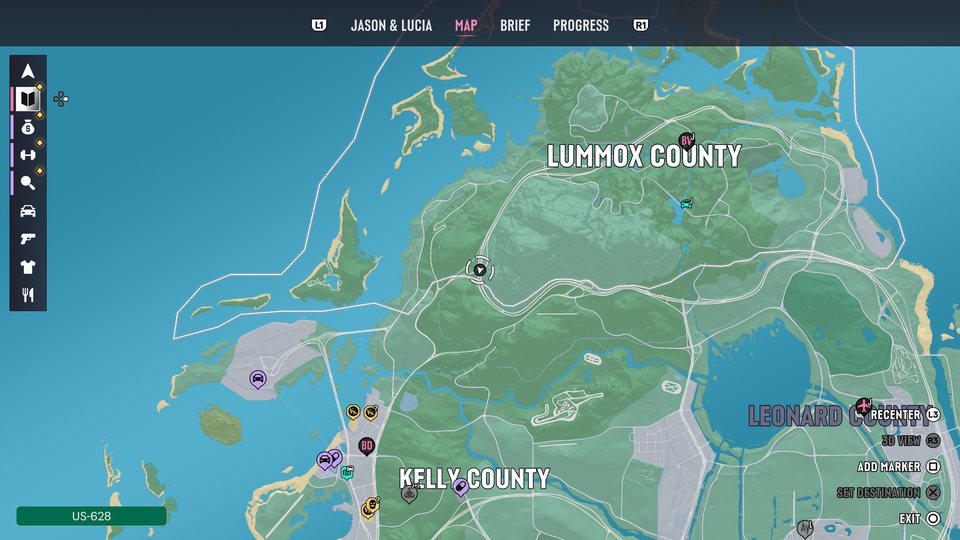 L1 JASON & LUCIA MAP BRIEF PROGRESS R1
LUMMOX COUNTY
BV
LEONARD COUNTY
RECENTER L3
3D VIEW R3
BD
ADD MARKER
KELLY COUNTY
SET DESTINATION
US-628
EXIT